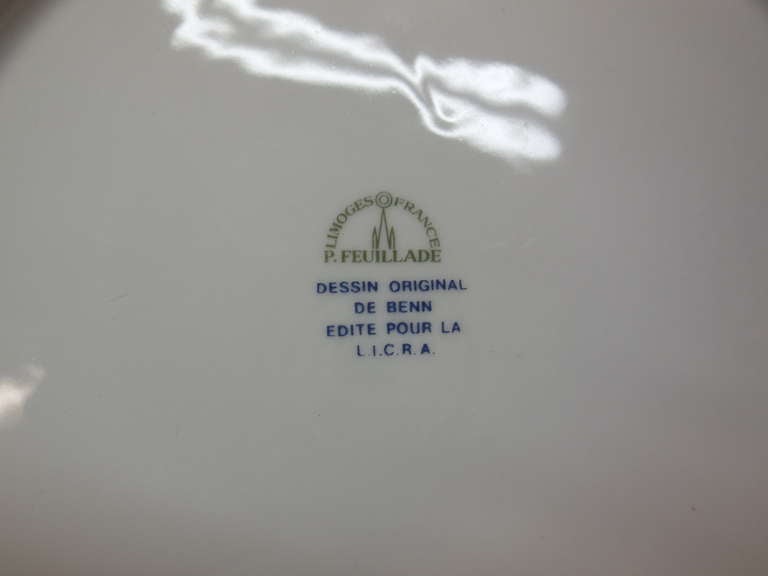 LIMOGES FRANCE
P. FEUILLADE
DESSIN ORIGINAL
DE BENN
EDITE POUR LA
L.I.C.R.A.